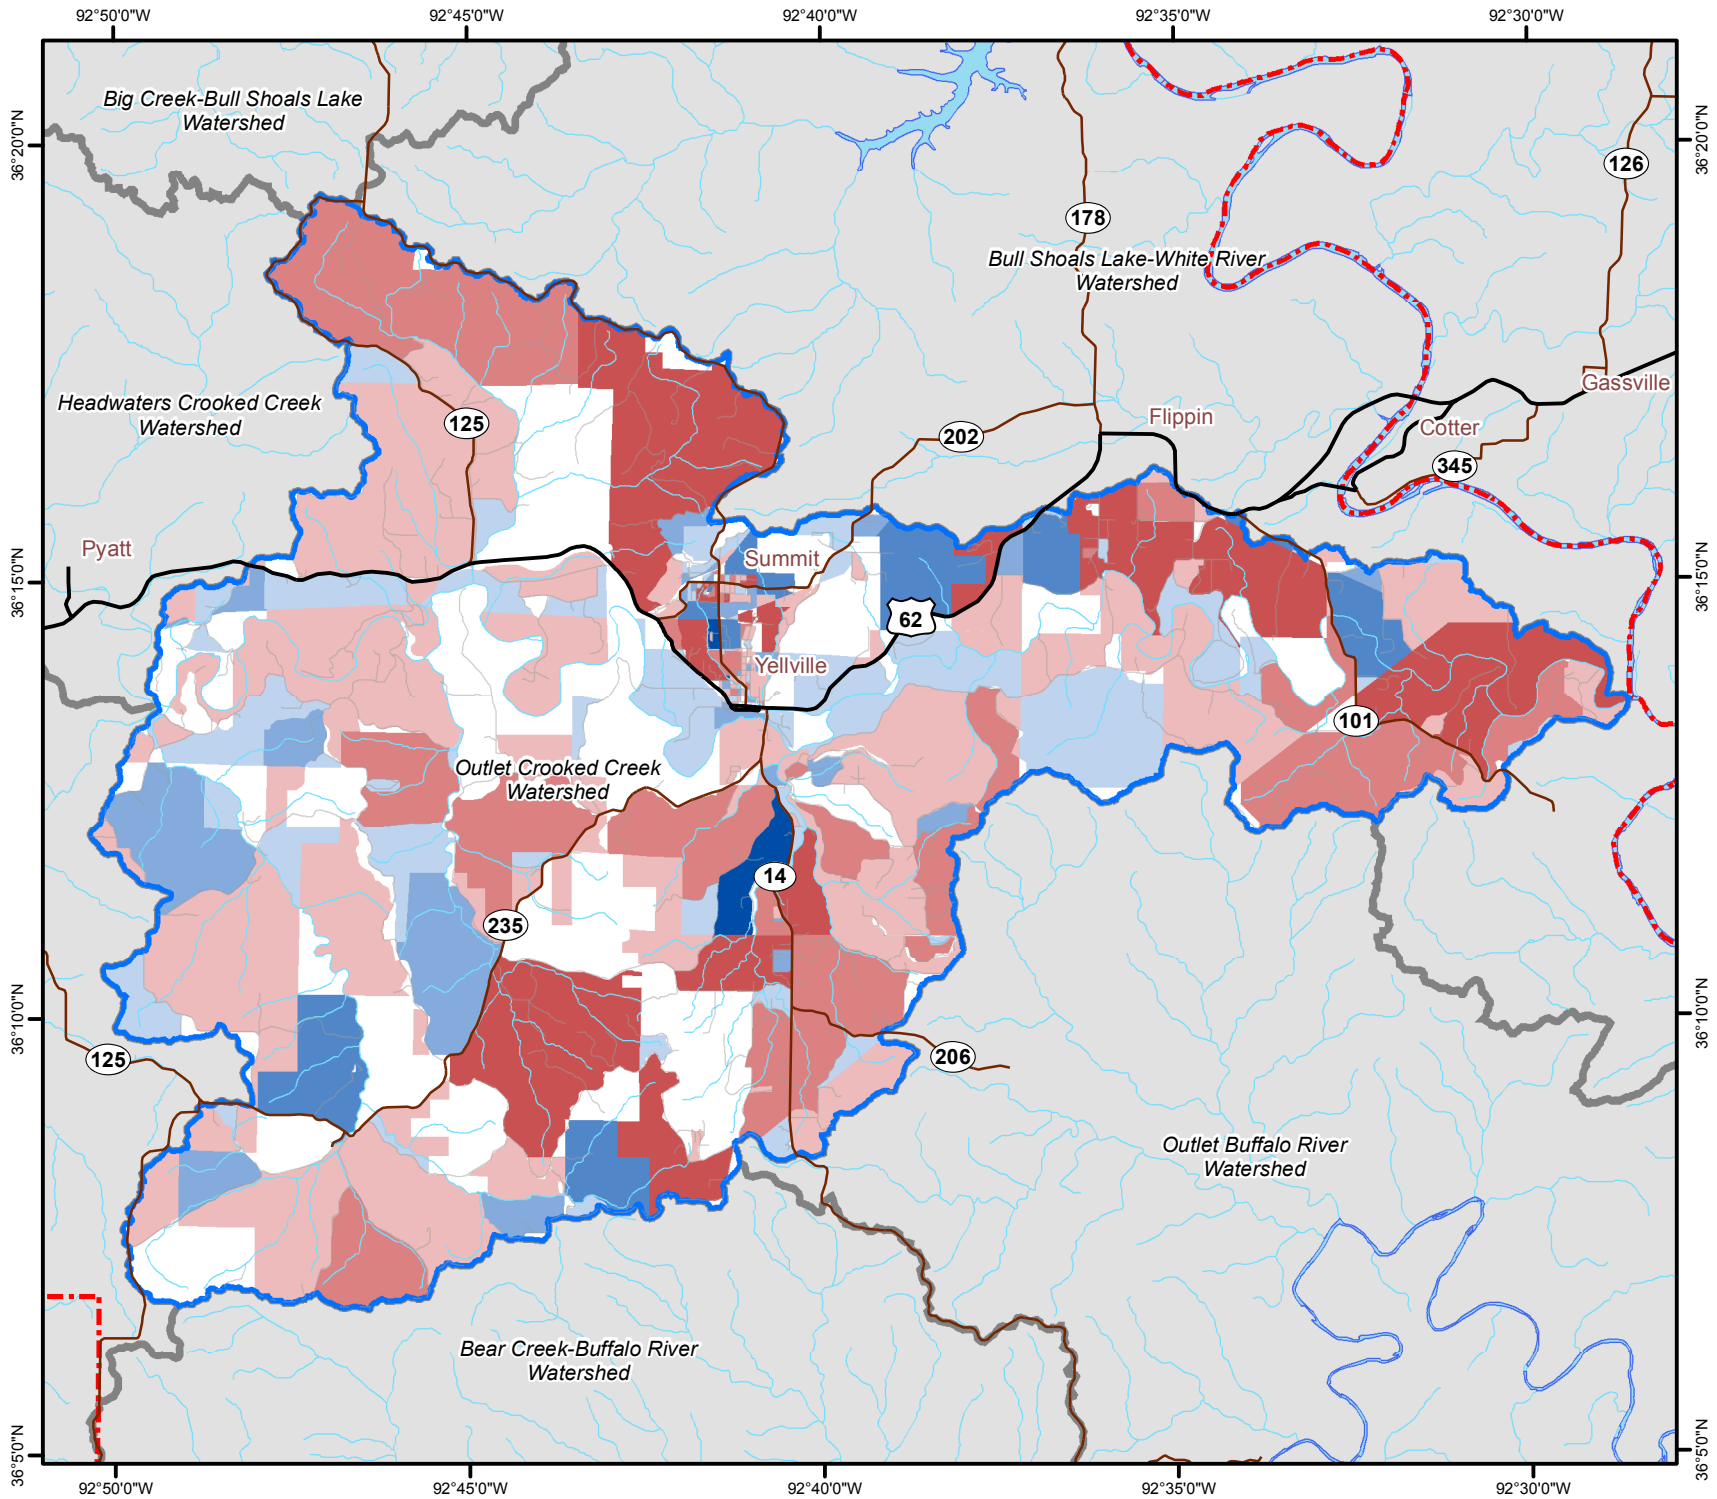 92°50'0"W
92°45'0"W
92°40'0"W
92°35'0"W
92°30'0"W
Big Creek-Bull Shoals Lake
Watershed
36°20'0"N
36°20'0"N
126
178
Bull Shoals Lake-White River
Watershed
Headwaters Crooked Creek
Watershed
Gassville
Flippin
Cotter
125
202
345
Pyatt
Summit
36°15'0"N
36°15'0"N
62
Yellville
101
Outlet Crooked Creek
Watershed
14
235
36°10'0"N
36°10'0"N
125
206
Outlet Buffalo River
Watershed
Bear Creek-Buffalo River
Watershed
36°5'0"N
36°5'0"N
92°50'0"W
92°45'0"W
92°40'0"W
92°35'0"W
92°30'0"W